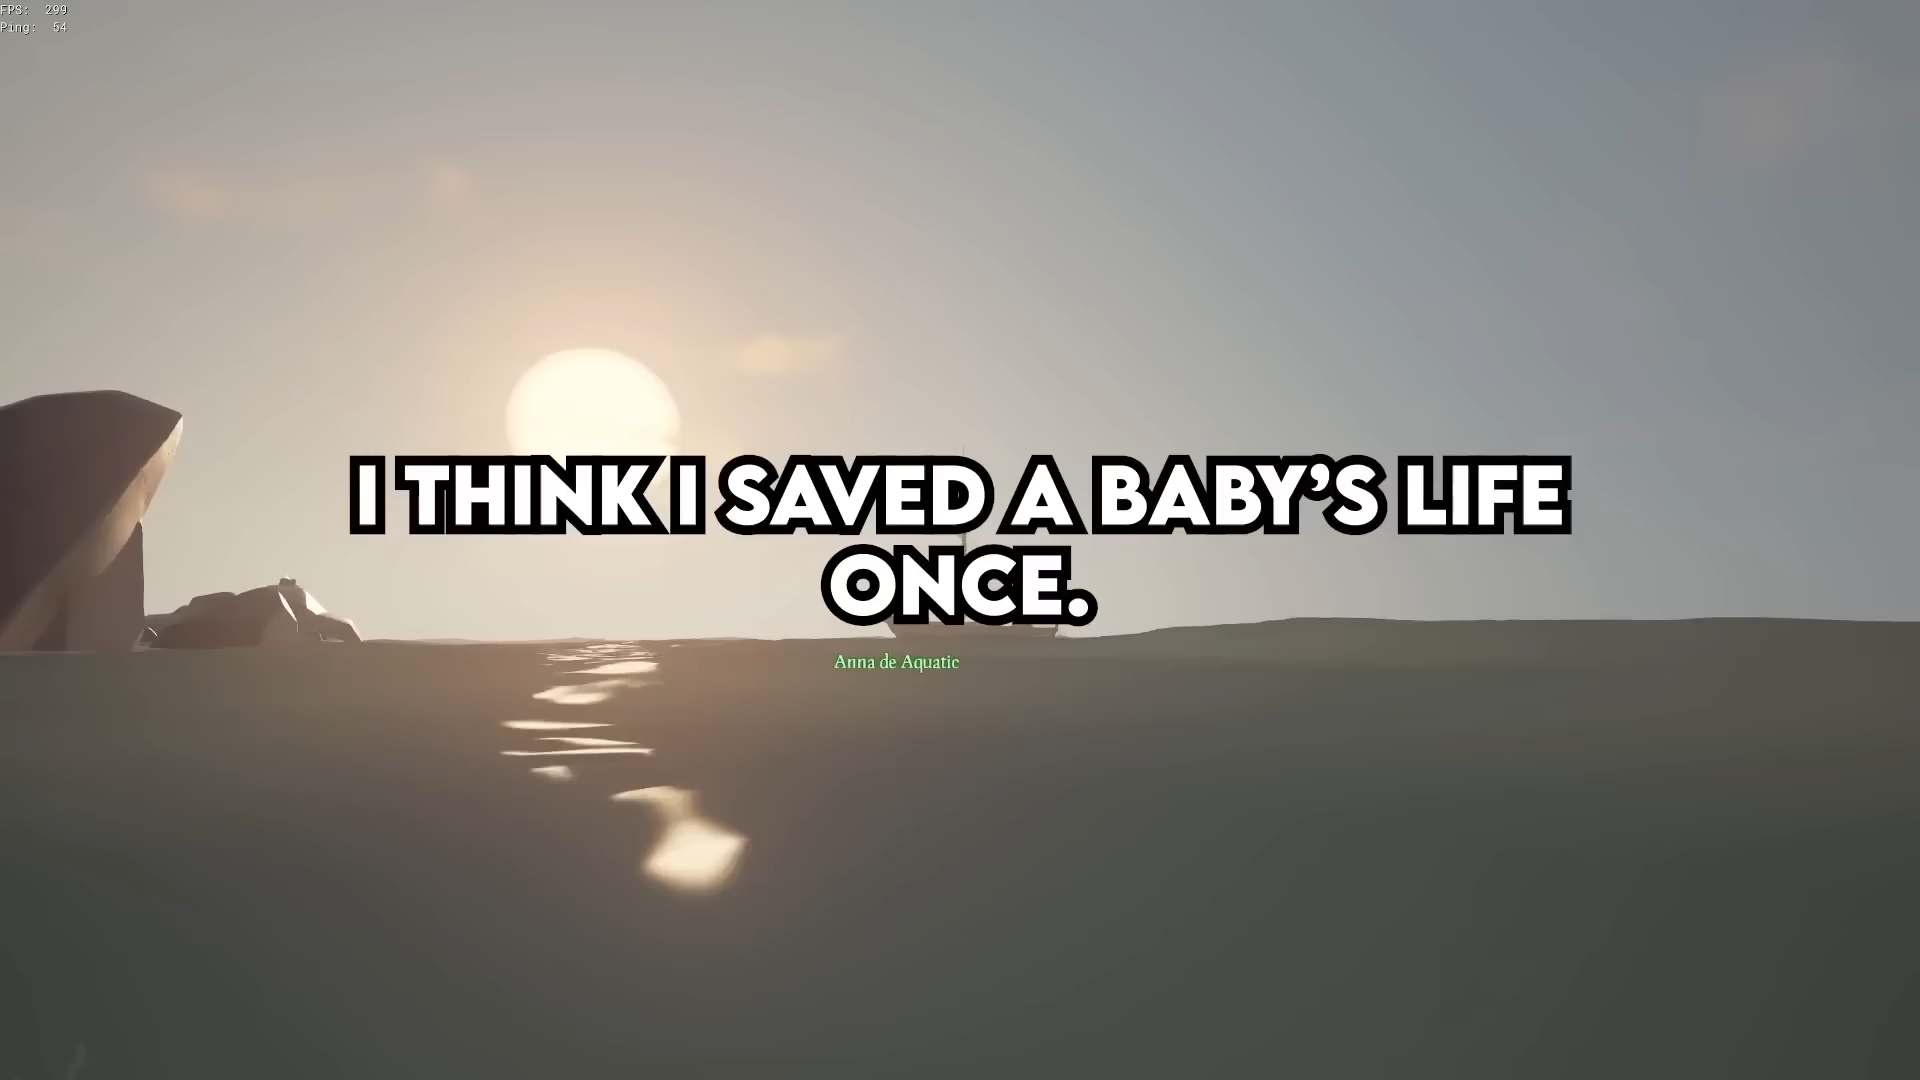 FPS: 299
Ping: 54
I THINK I SAVED A BABY’S LIFE
ONCE.
Anna de Aquatic